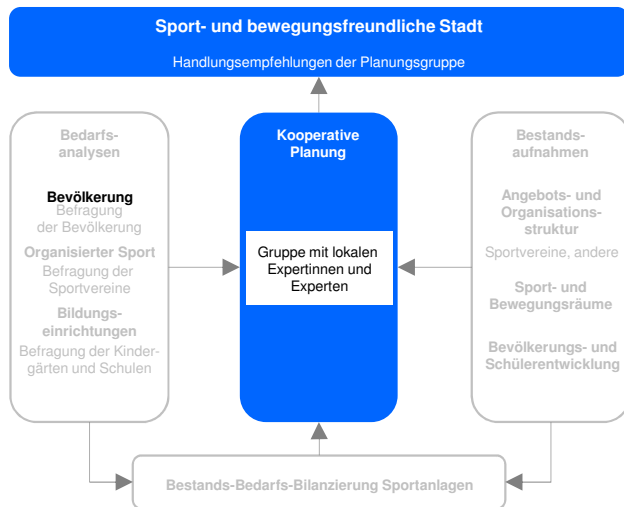 Sport- und bewegungsfreundliche Stadt
Handlungsempfehlungen der Planungsgruppe
Bedarfs-
analysen
Bevölkerung
Befragung
der Bevölkerung
Organisierter Sport
Befragung der
Sportvereine
Bildungs-
einrichtungen
Befragung der Kinder-
gärten und Schulen
Kooperative
Planung
Gruppe mit lokalen
Expertinnen und
Experten
Bestands-
aufnahmen
Angebots- und
Organisations-
struktur
Sportvereine, andere
Sport- und
Bewegungsräume
Bevölkerungs- und
Schülerentwicklung
Bestands-Bedarfs-Bilanzierung Sportanlagen